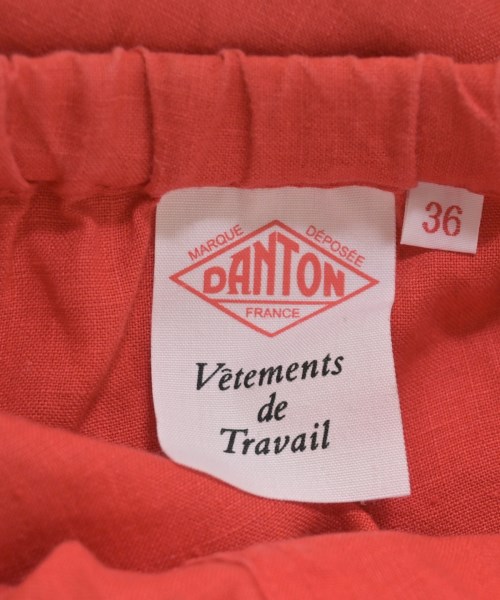 MARQUE DÉPOSÉE
DANTON
FRANCE
Vêtements
de
Travail
36